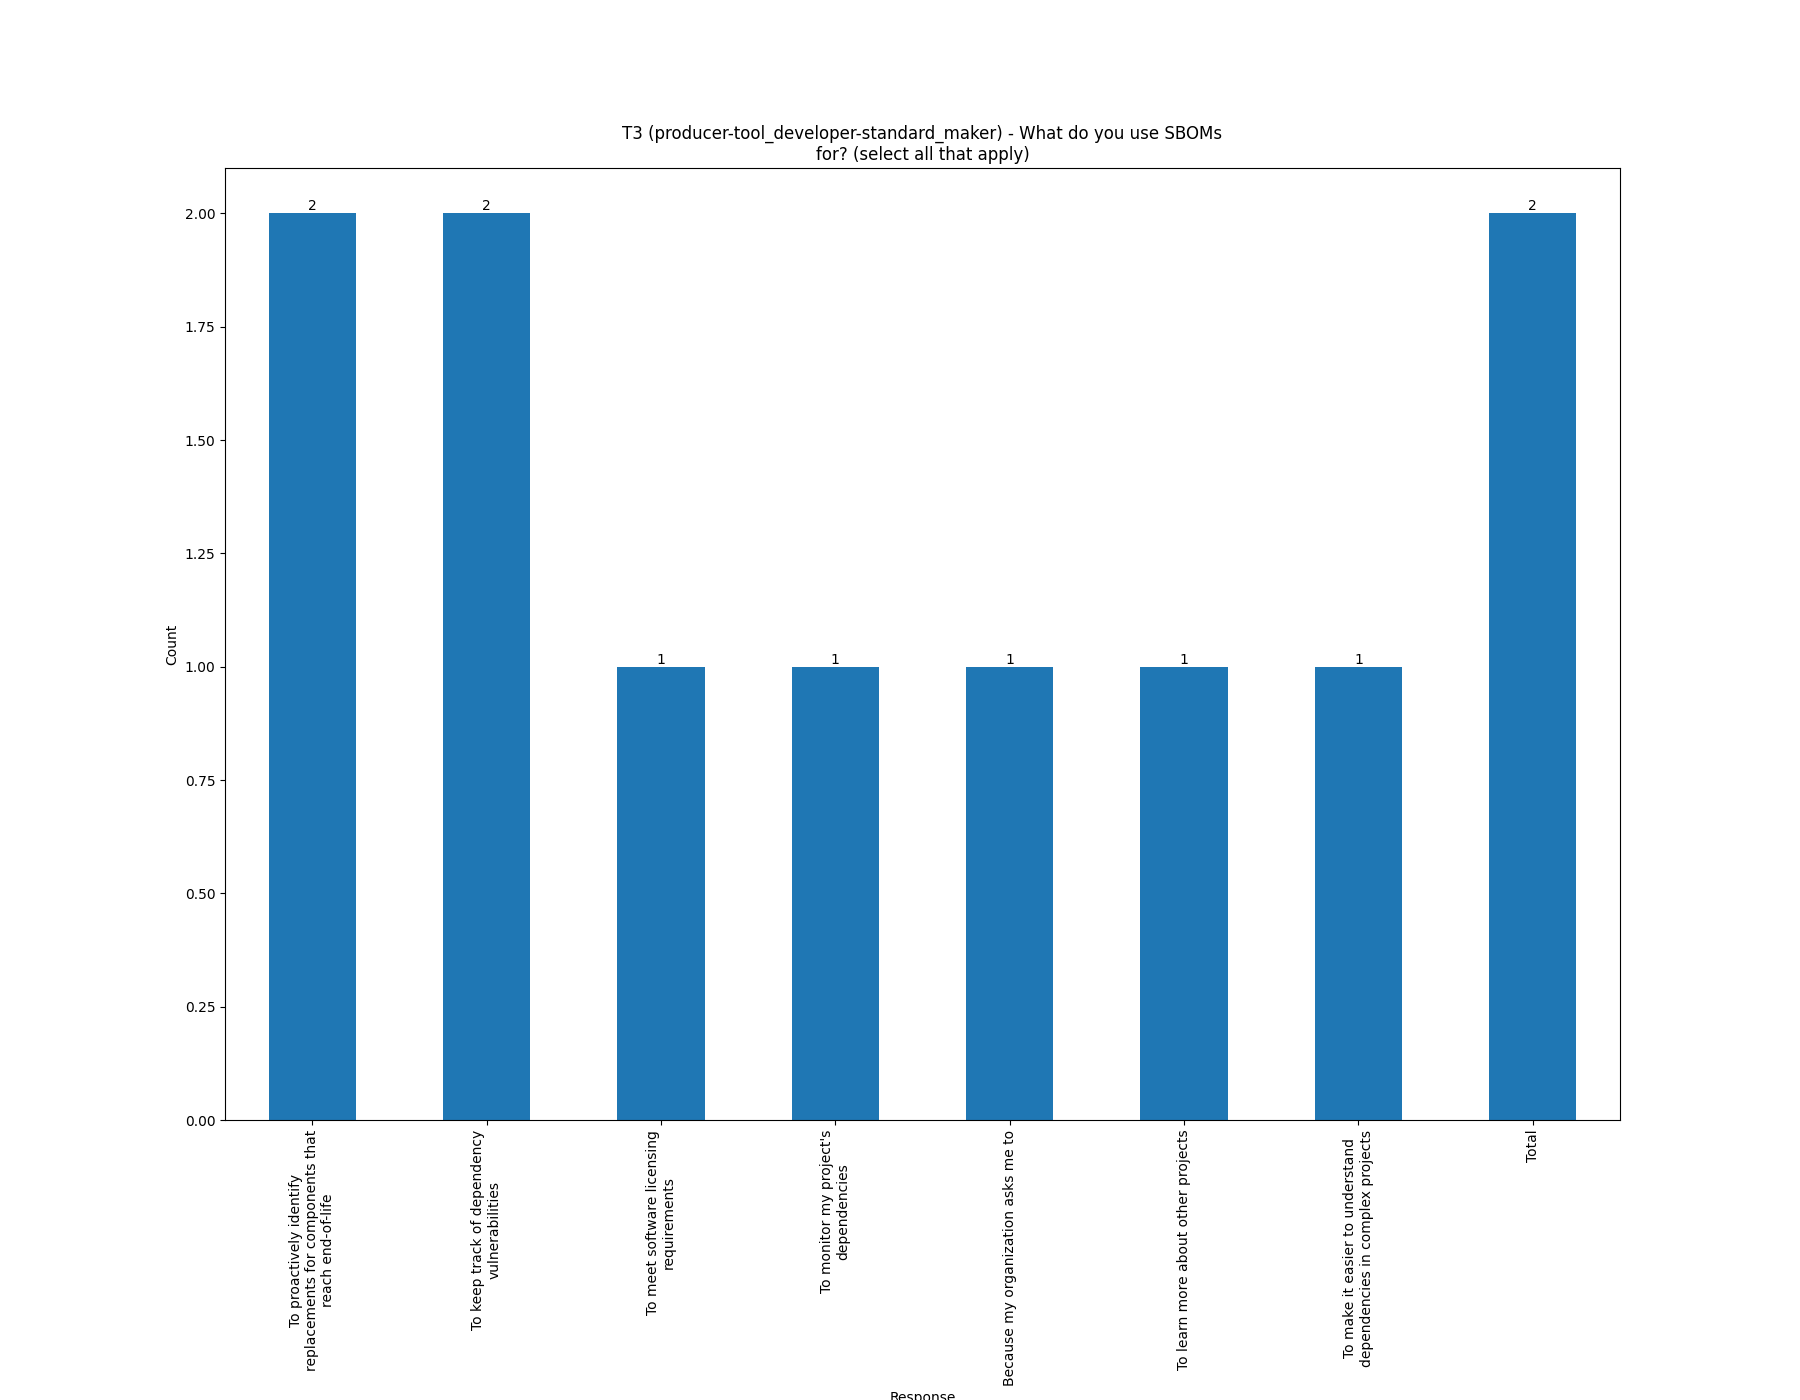 T3 (producer-tool_developer-standard_maker) - What do you use SBOMs
for? (select all that apply)
2
2
1
1
1
1
1
2
2.00
1.75
1.50
1.25
1.00
0.75
0.50
0.25
0.00
Count
To proactively identify
replacements for components that
reach end-of-life
To keep track of dependency
vulnerabilities
To meet software licensing
requirements
To monitor my project's
dependencies
Because my organization asks me to
To learn more about other projects
To make it easier to understand
dependencies in complex projects
Total
Response